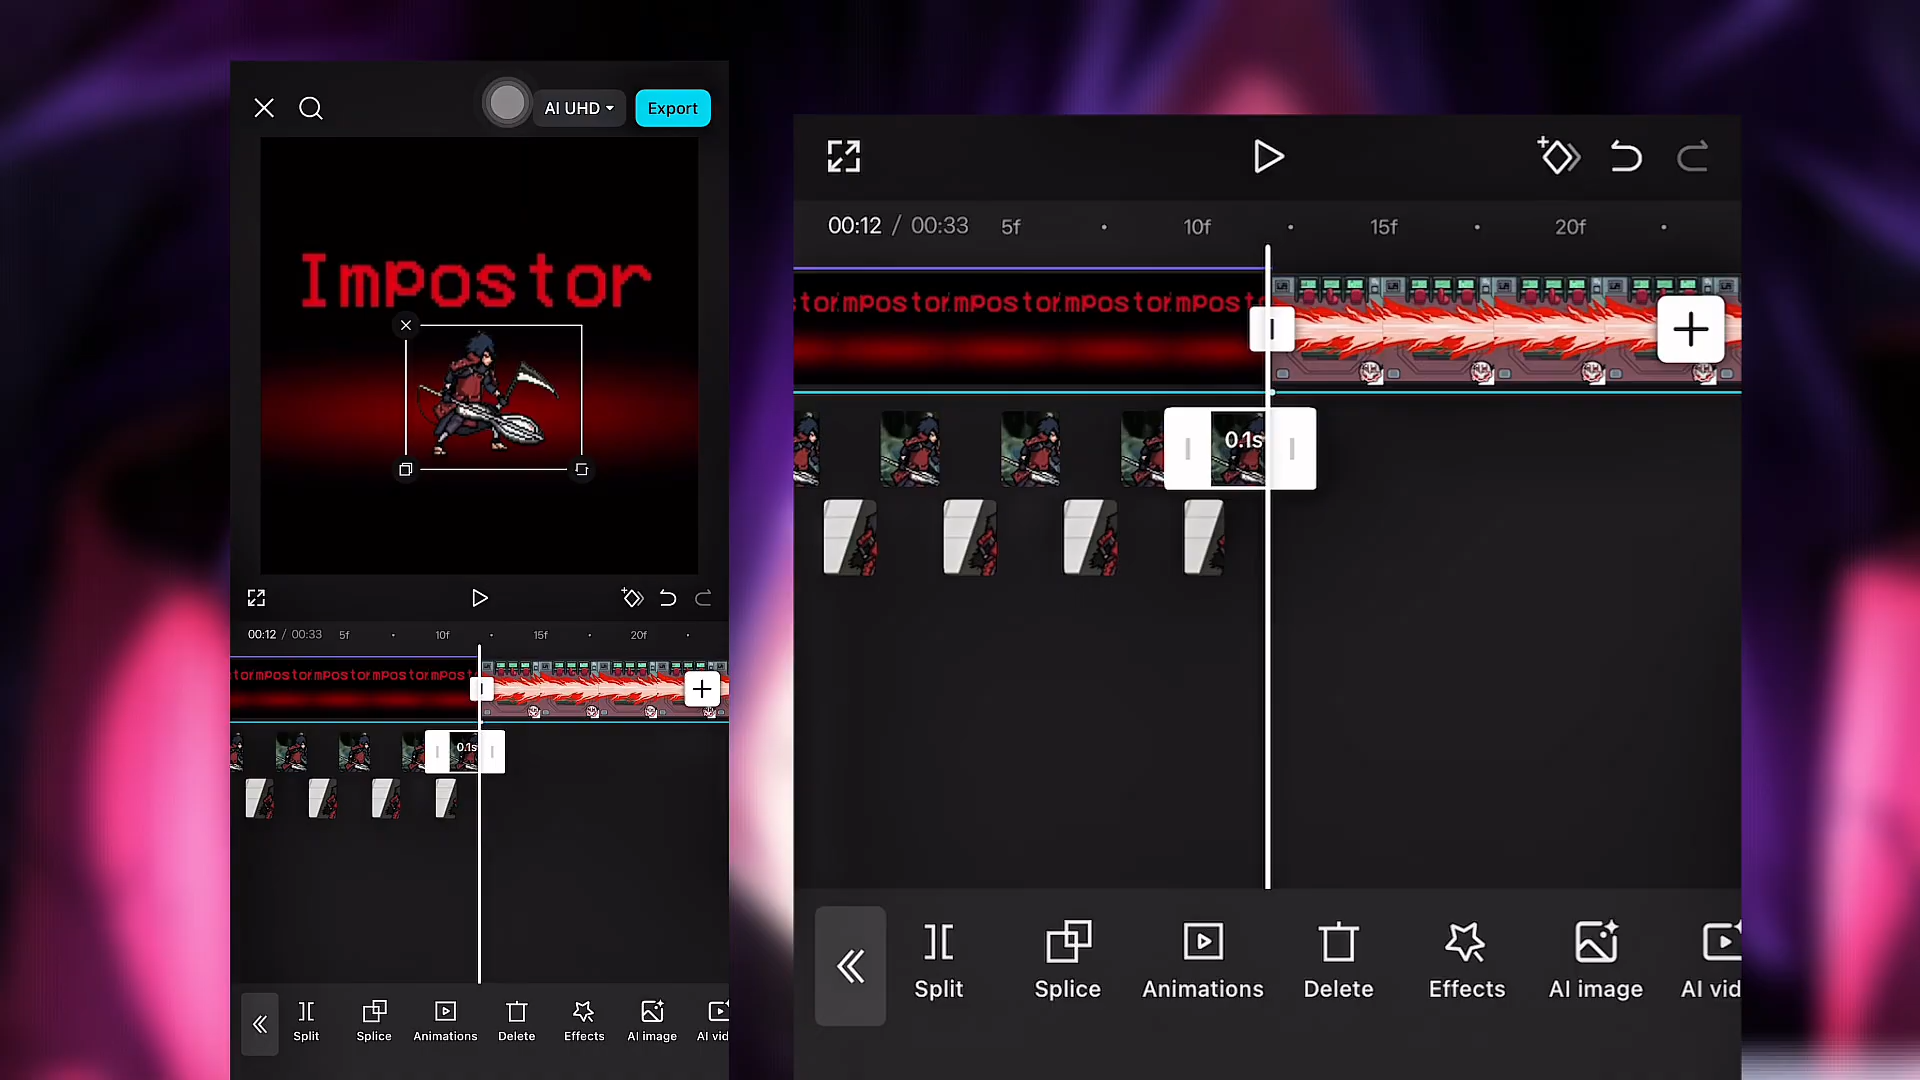 AI UHD
Export
Impostor
00:12 / 00:33 5f 10f 15f 20f
tormpostormpostormpostormpost
0.1s
Split Splice Animations Delete Effects AI image AI vid
00:12 / 00:33 5f 10f 15f 20f
tormpostormpostormpostormpost
0.1s
Split Splice Animations Delete Effects AI image AI vid